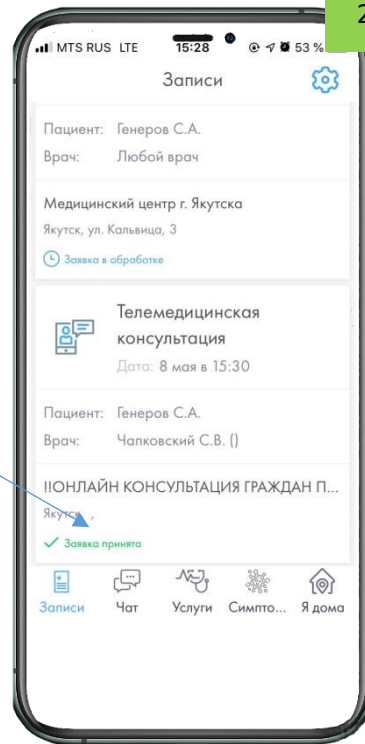 2
MTS RUS LTE 15:28 53 %
Записи
Пациент: Генеров С.А.
Врач: Любой врач
Медицинский центр г. Якутска
Якутск, ул. Кальвица, 3
Заявка в обработке
Телемедицинская
консультация
Дата: 8 мая в 15:30
Пациент: Генеров С.А.
Врач: Чапковский С.В. ()
!!ОНЛАЙН КОНСУЛЬТАЦИЯ ГРАЖДАН П...
Якутск, ,
Заявка принята
Записи Чат Услуги Симпто... Я дома